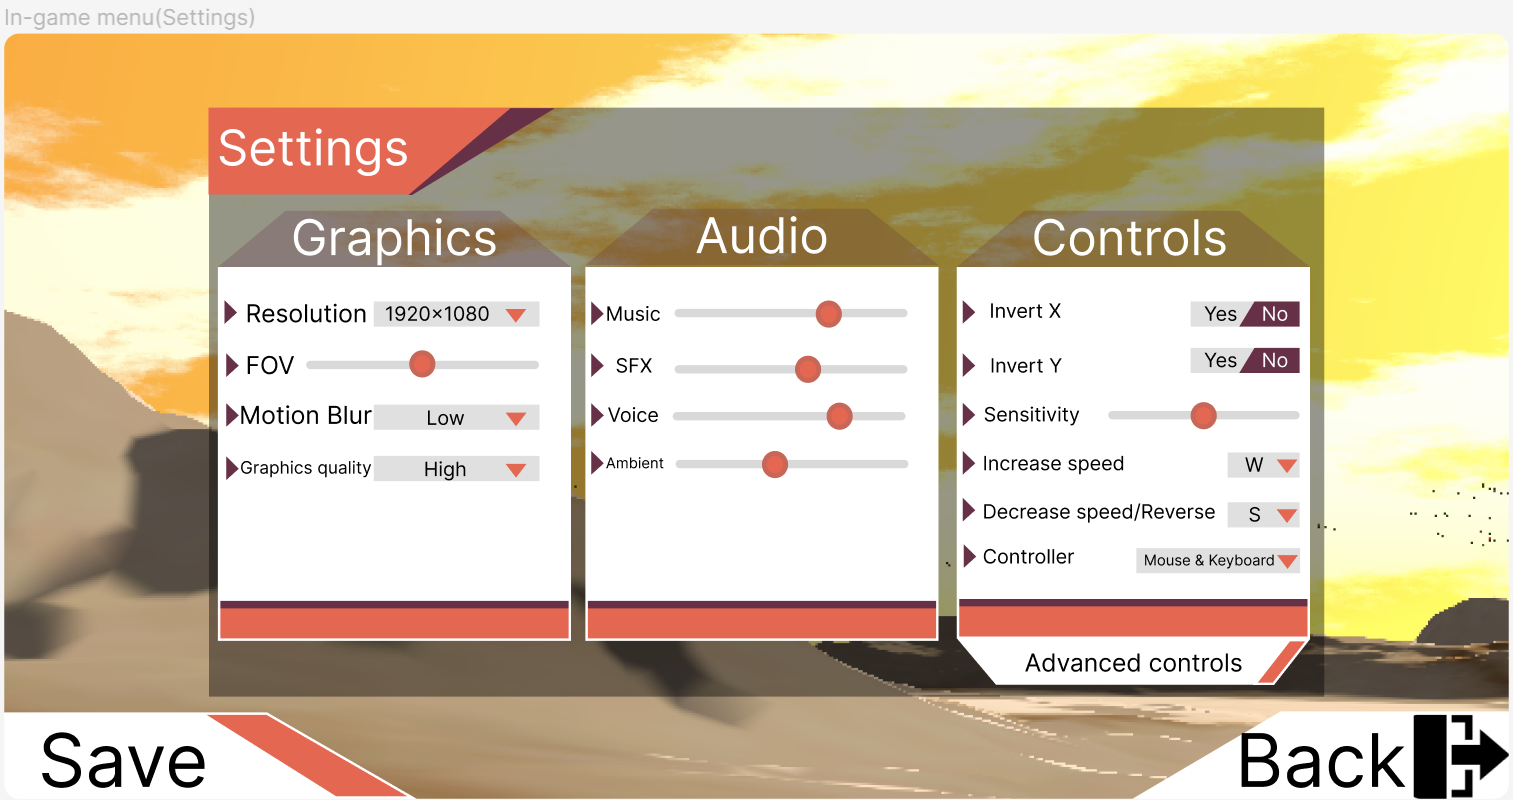 In-game menu(Settings)
Settings
Graphics
Resolution 1920×1080
FOV
Motion Blur Low
Graphics quality High
Audio
Music
SFX
Voice
Ambient
Controls
Invert X Yes No
Invert Y Yes No
Sensitivity
Increase speed W
Decrease speed/Reverse S
Controller Mouse & Keyboard
Advanced controls
Save
Back